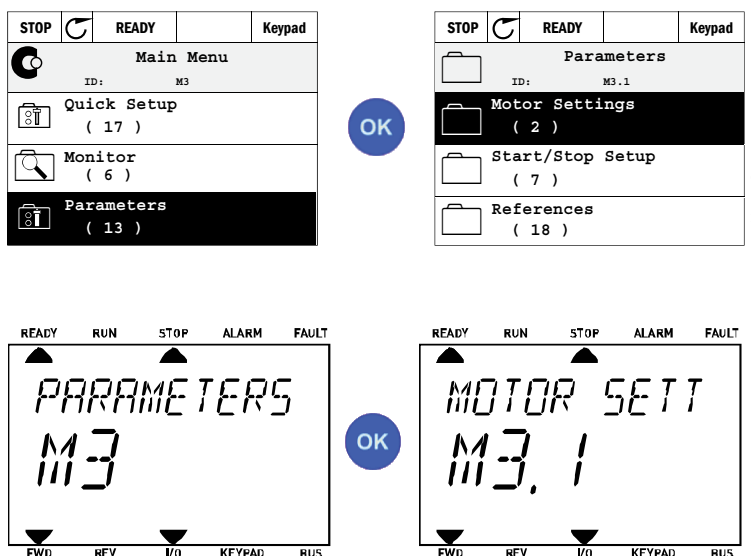 STOP READY Keypad
Main Menu
ID: M3
Quick Setup
( 17 )
Monitor
( 6 )
Parameters
( 13 )
OK
STOP READY Keypad
Parameters
ID: M3.1
Motor Settings
( 2 )
Start/Stop Setup
( 7 )
References
( 18 )
READY RUN STOP ALARM FAULT
PARAMETERS
M3
FWD REV I/O KEYPAD BUS
OK
READY RUN STOP ALARM FAULT
MOTOR SETT
M3.1
FWD REV I/O KEYPAD BUS